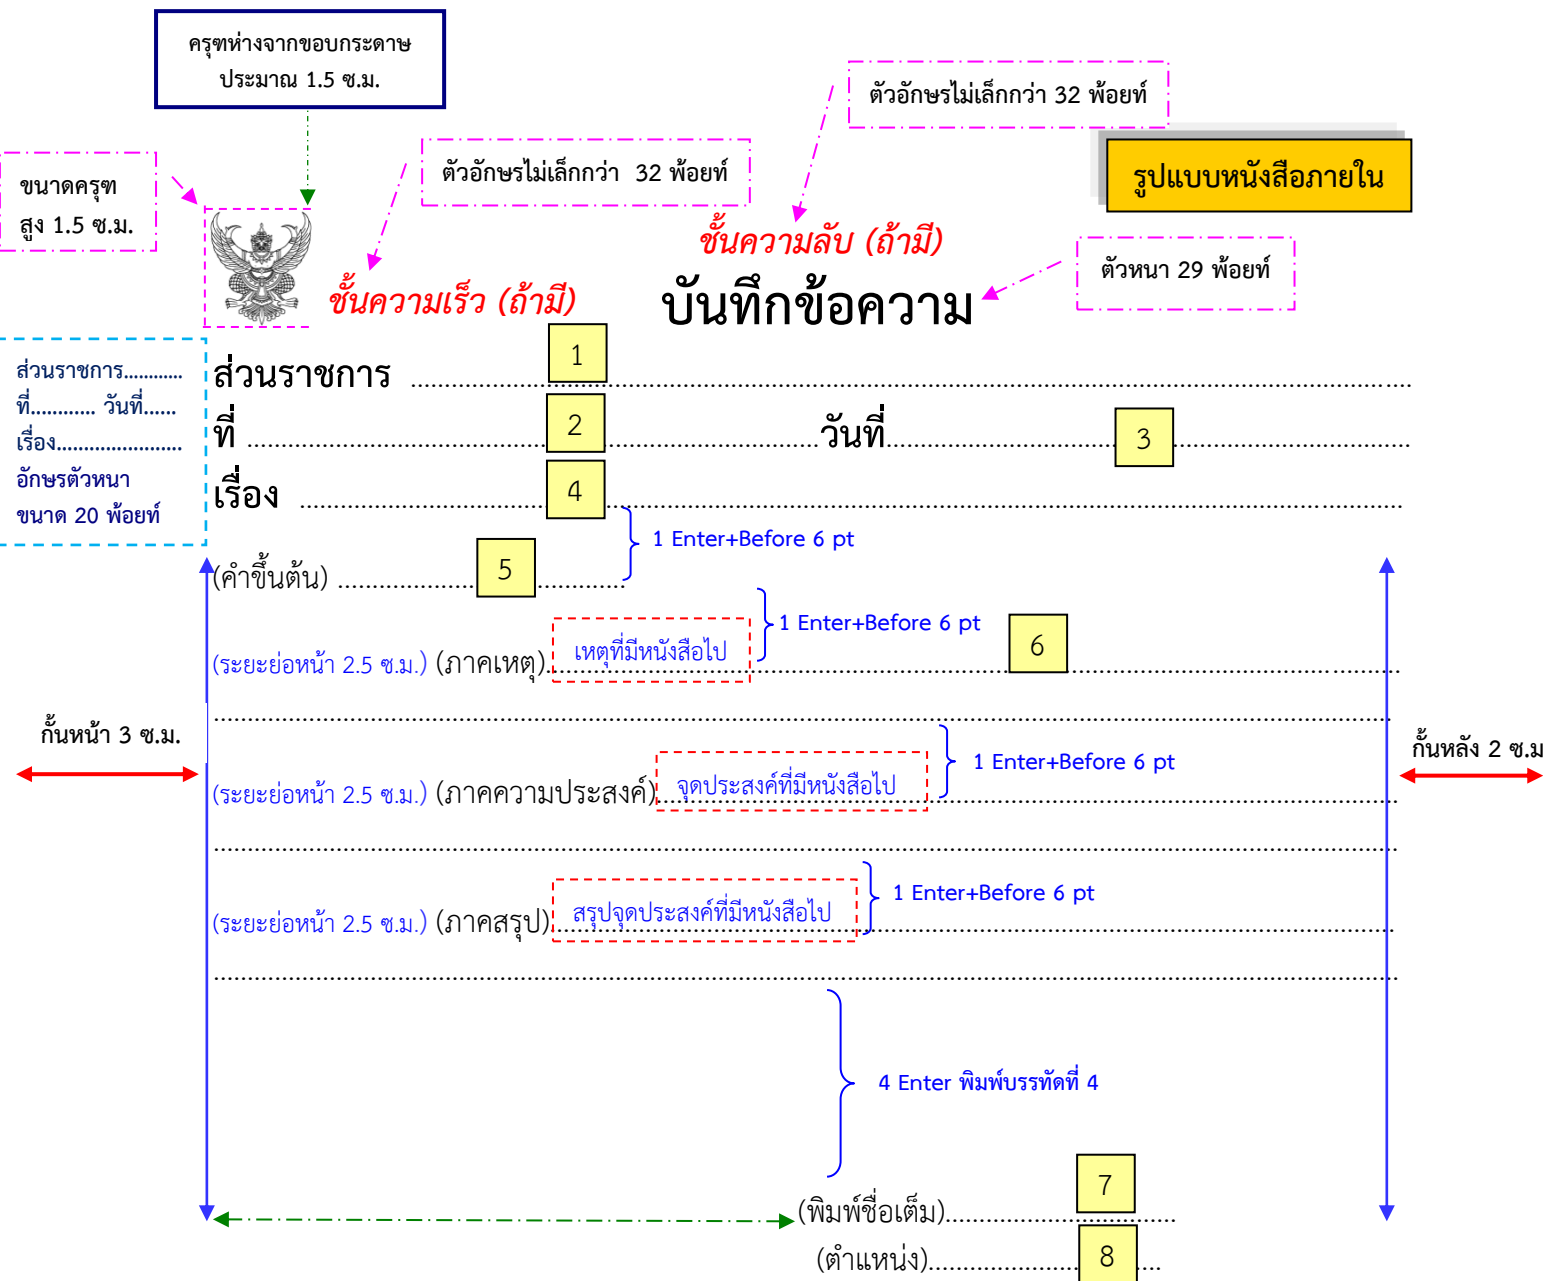 ครุฑห่างจากขอบกระดาษ
ประมาณ 1.5 ซ.ม.
ตัวอักษรไม่เล็กกว่า 32 พ้อยท์
ตัวอักษรไม่เล็กกว่า 32 พ้อยท์
รูปแบบหนังสือภายใน
ขนาดครุฑ
สูง 1.5 ซ.ม.
ชั้นความลับ (ถ้ามี)
ตัวหนา 29 พ้อยท์
ชั้นความเร็ว (ถ้ามี)
บันทึกข้อความ
ส่วนราชการ............
ที่............ วันที่......
เรื่อง.......................
อักษรตัวหนา
ขนาด 20 พ้อยท์
ส่วนราชการ ........ 1 ........
ที่ ........ 2 ........ วันที่ ........ 3 ........
เรื่อง ........ 4 ........
1 Enter+Before 6 pt
(คำขึ้นต้น) ........ 5 ........
1 Enter+Before 6 pt
(ระยะย่อหน้า 2.5 ซ.ม.) (ภาคเหตุ) เหตุที่มีหนังสือไป ........ 6 ........
กั้นหน้า 3 ซ.ม.
กั้นหลัง 2 ซ.ม
1 Enter+Before 6 pt
(ระยะย่อหน้า 2.5 ซ.ม.) (ภาคความประสงค์) จุดประสงค์ที่มีหนังสือไป ........
1 Enter+Before 6 pt
(ระยะย่อหน้า 2.5 ซ.ม.) (ภาคสรุป) สรุปจุดประสงค์ที่มีหนังสือไป ........
4 Enter พิมพ์บรรทัดที่ 4
(พิมพ์ชื่อเต็ม) ........ 7 ........
(ตำแหน่ง) ........ 8 ........